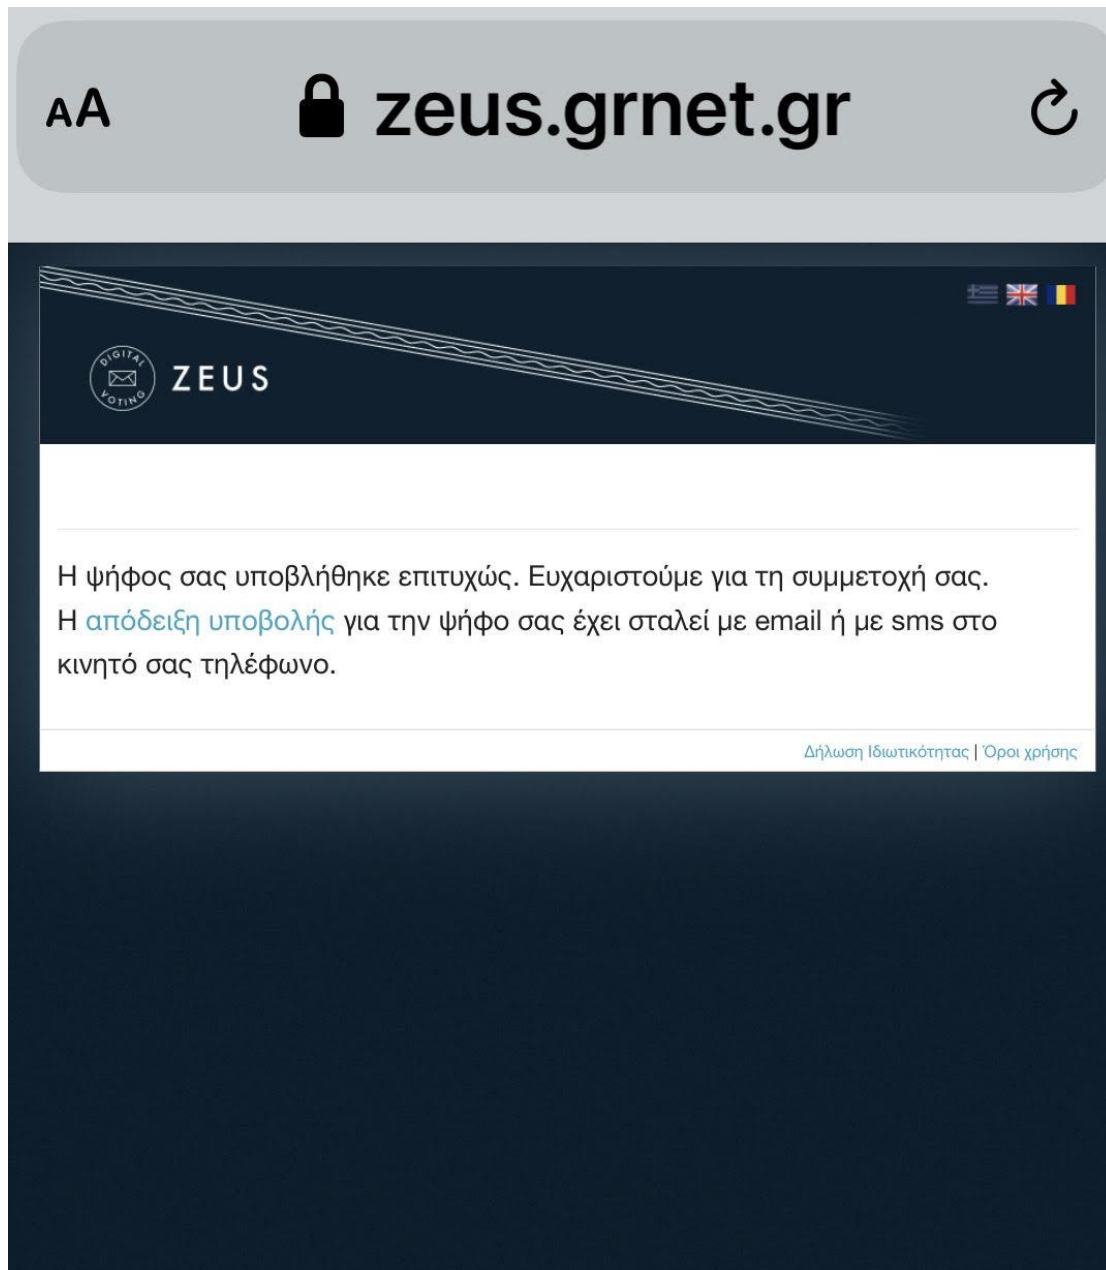 AA zeus.grnet.gr
DIGITAL VOTING
ZEUS
Η ψήφος σας υποβλήθηκε επιτυχώς. Ευχαριστούμε για τη συμμετοχή σας.
Η απόδειξη υποβολής για την ψήφο σας έχει σταλεί με email ή με sms στο
κινητό σας τηλέφωνο.
Δήλωση Ιδιωτικότητας | Όροι χρήσης